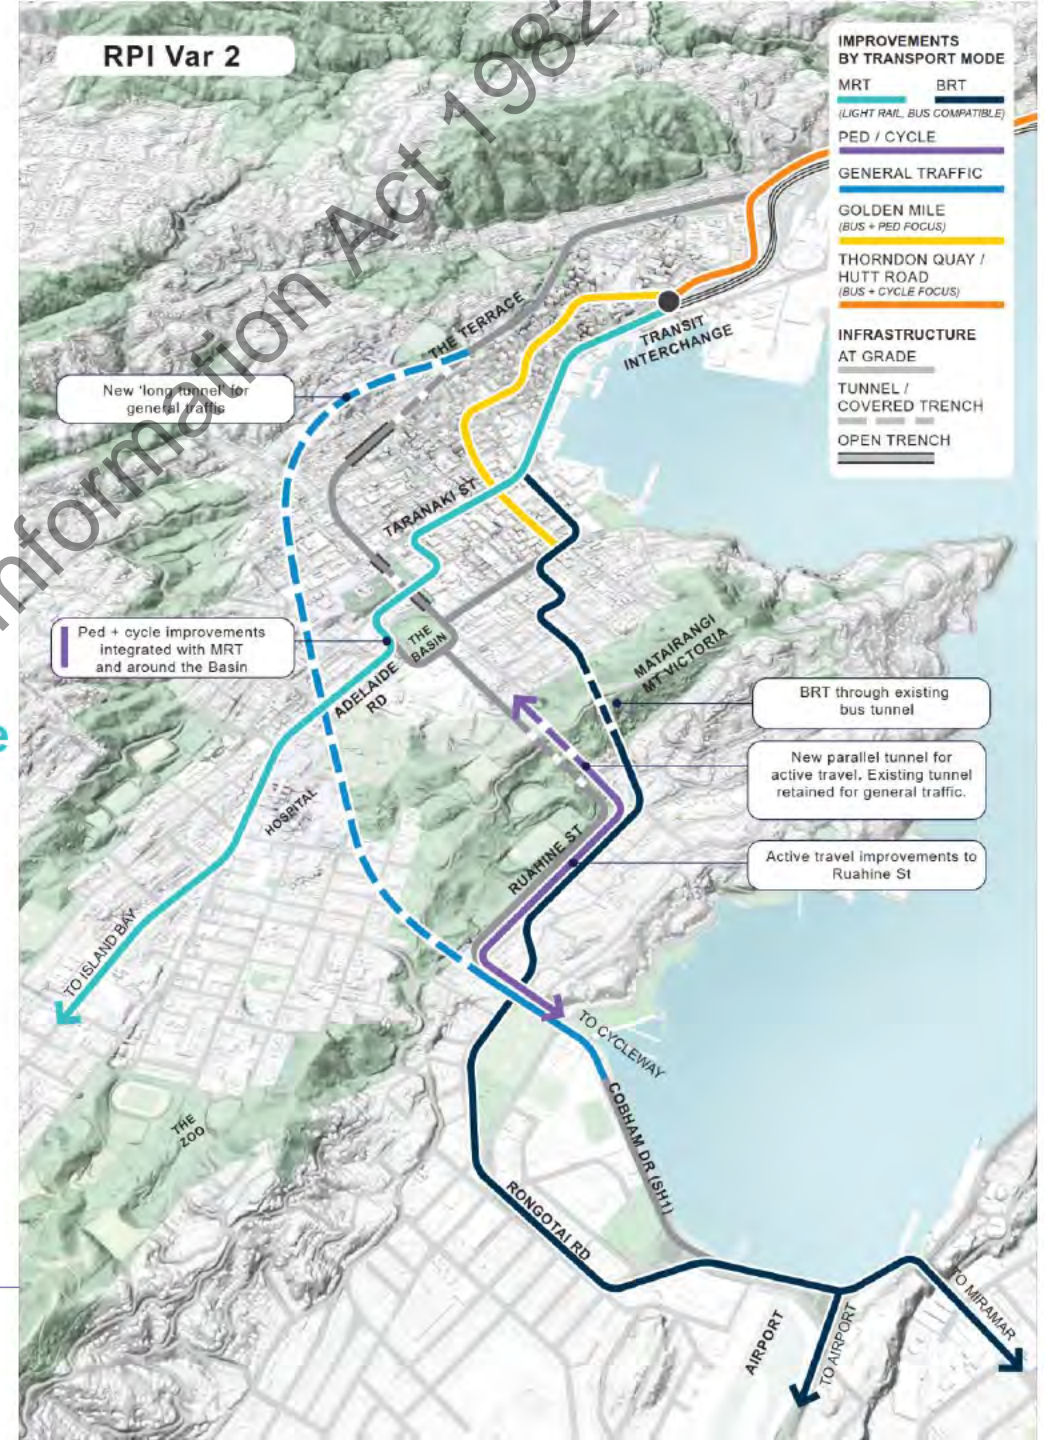 RPI Var 2
IMPROVEMENTS
BY TRANSPORT MODE
MRT BRT
(LIGHT RAIL, BUS COMPATIBLE)
PED / CYCLE
GENERAL TRAFFIC
GOLDEN MILE
(BUS + PED FOCUS)
THORNDON QUAY /
HUTT ROAD
(BUS + CYCLE FOCUS)
INFRASTRUCTURE
AT GRADE
TUNNEL /
COVERED TRENCH
OPEN TRENCH
Information Act 1982
THE TERRACE
TRANSIT
INTERCHANGE
New 'long tunnel' for
general traffic
TARANAKI ST
Ped + cycle improvements
integrated with MRT
and around the Basin
THE
BASIN
MATAIRANGI
MT VICTORIA
ADELAIDE
RD
BRT through existing
bus tunnel
New parallel tunnel for
active travel. Existing tunnel
retained for general traffic.
HOSPITAL
RUAHINE ST
Active travel improvements to
Ruahine St
TO ISLAND BAY
TO CYCLEWAY
THE
ZOO
COBHAM DR (SH1)
RONGOTAI RD
TO MIRAMAR
AIRPORT
TO AIRPORT
e